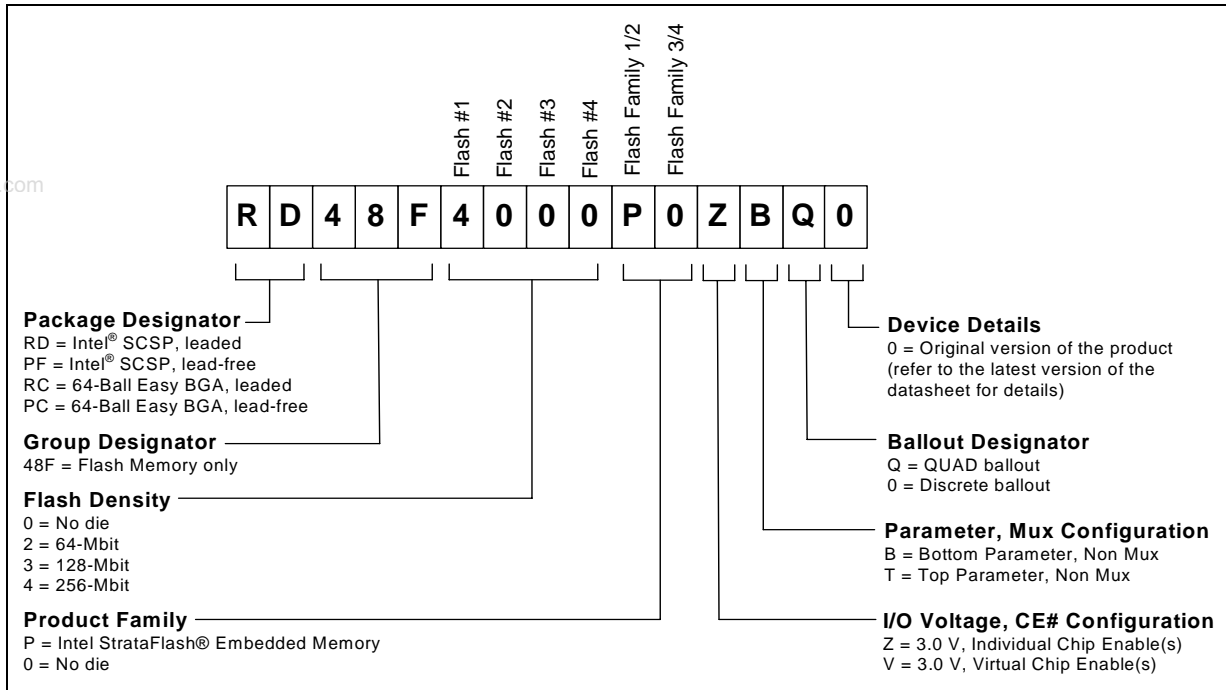 Flash #1
Flash #2
Flash #3
Flash #4
Flash Family 1/2
Flash Family 3/4
.com
R D 4 8 F 4 0 0 0 P 0 Z B Q 0
Package Designator
RD = Intel® SCSP, leaded
PF = Intel® SCSP, lead-free
RC = 64-Ball Easy BGA, leaded
PC = 64-Ball Easy BGA, lead-free
Group Designator
48F = Flash Memory only
Flash Density
0 = No die
2 = 64-Mbit
3 = 128-Mbit
4 = 256-Mbit
Product Family
P = Intel StrataFlash® Embedded Memory
0 = No die
Device Details
0 = Original version of the product
(refer to the latest version of the
datasheet for details)
Ballout Designator
Q = QUAD ballout
0 = Discrete ballout
Parameter, Mux Configuration
B = Bottom Parameter, Non Mux
T = Top Parameter, Non Mux
I/O Voltage, CE# Configuration
Z = 3.0 V, Individual Chip Enable(s)
V = 3.0 V, Virtual Chip Enable(s)